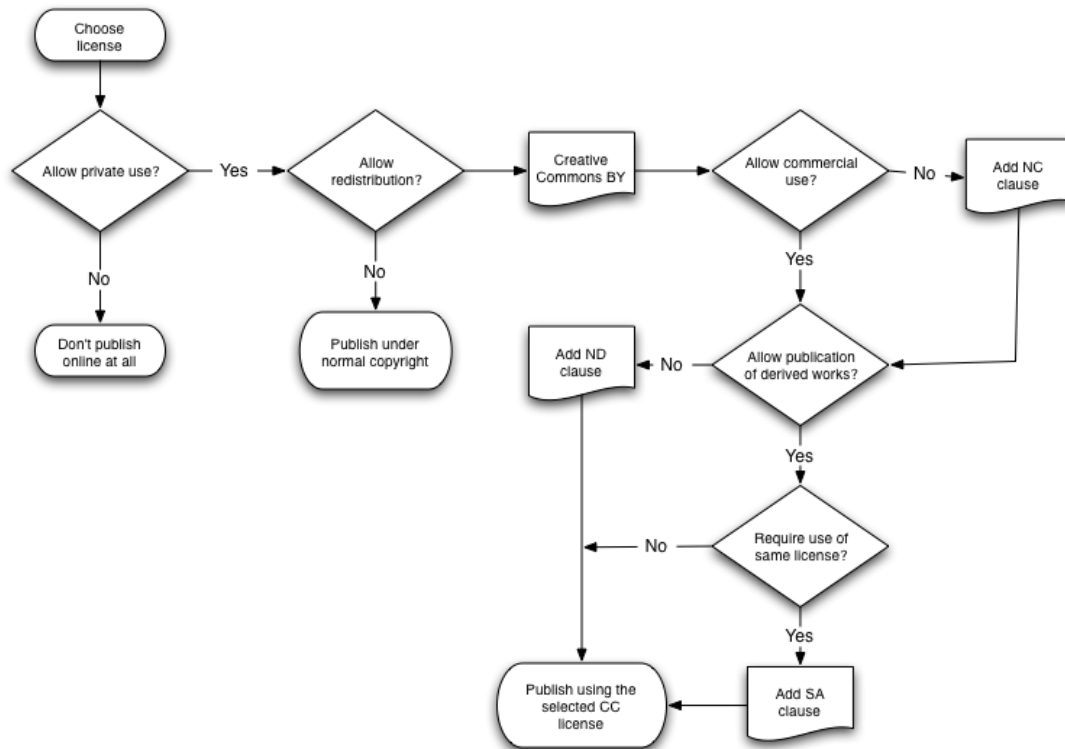 Choose
license
Allow private use?
Yes
Allow
redistribution?
Creative
Commons BY
Allow commercial
use?
No
Add NC
clause
No
No
Yes
Don't publish
online at all
Publish under
normal copyright
Add ND
clause
No
Allow publication
of derived works?
Yes
No
Require use of
same license?
Yes
Publish using the
selected CC
license
Add SA
clause